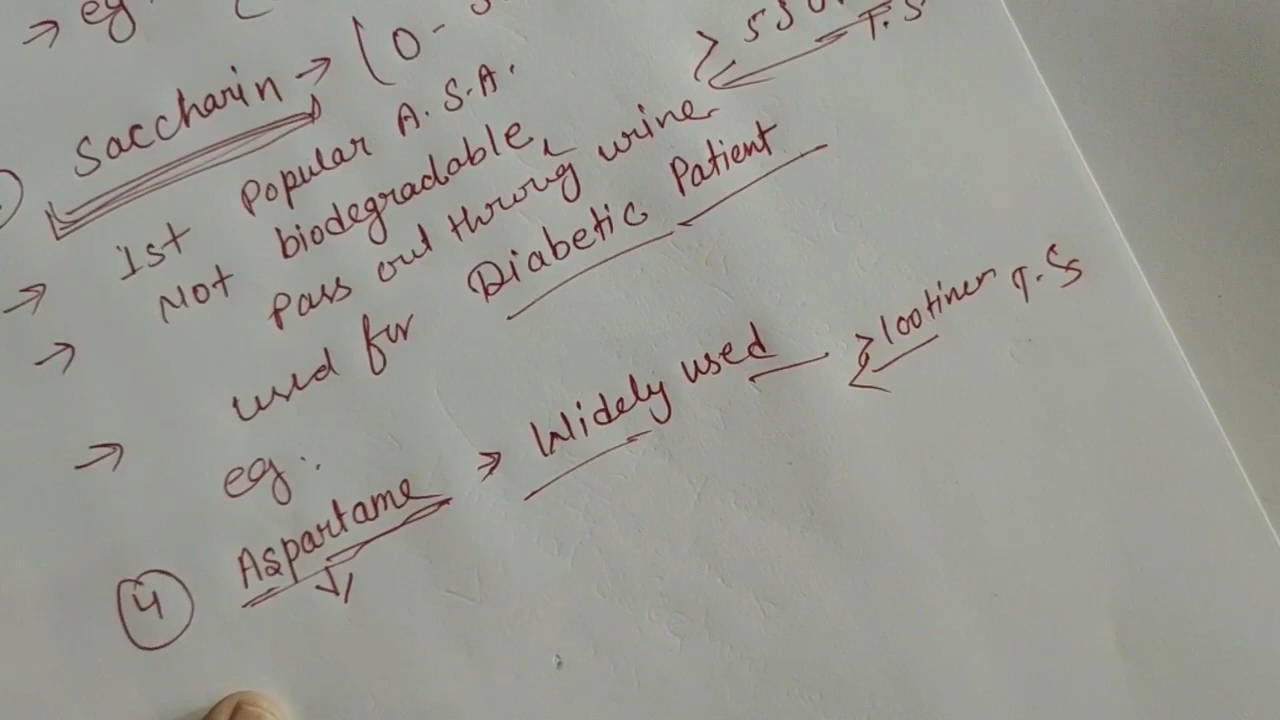 → eg
Saccharin → (O-
> 550
T.S
→ 1st Popular A.S.A.
→ Not biodegradable,
pass out throug urine
→ used for Diabetic Patient
eg.
④ Aspartame > Widely used > 100 times T.S